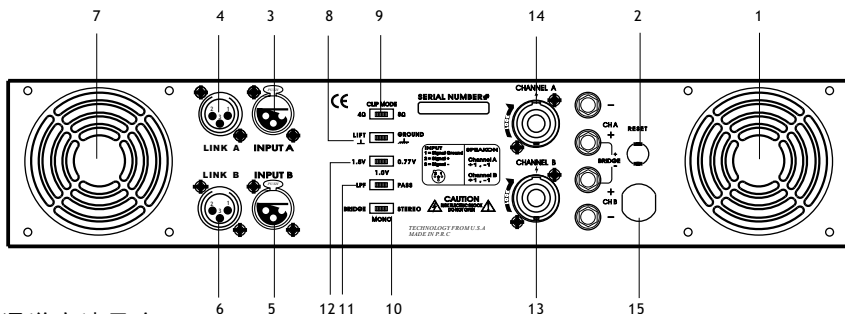 7 4 3 8 9 14 2 1
CE
CLIP MODE
4Ω 8Ω
SERIAL NUMBER#
CHANNEL A
LINK A INPUT A
PUSH
LIFT GROUND
INPUT
1 = Signal Ground
2 = Signal +
3 = Signal -
SPEAKON
Channel A
+1 , -1
Channel B
+1 , -1
CH A
+
-
RESET
BRIDGE
1.5V 0.77V
1.0V
LINK B INPUT B
PUSH
LPF PASS
CHANNEL B
BRIDGE STEREO
MONO
CAUTION
+
CH B
-
TECHNOLOGY FROM U.S.A
MADE IN P.R.C
6 5 12 11 10 13 15